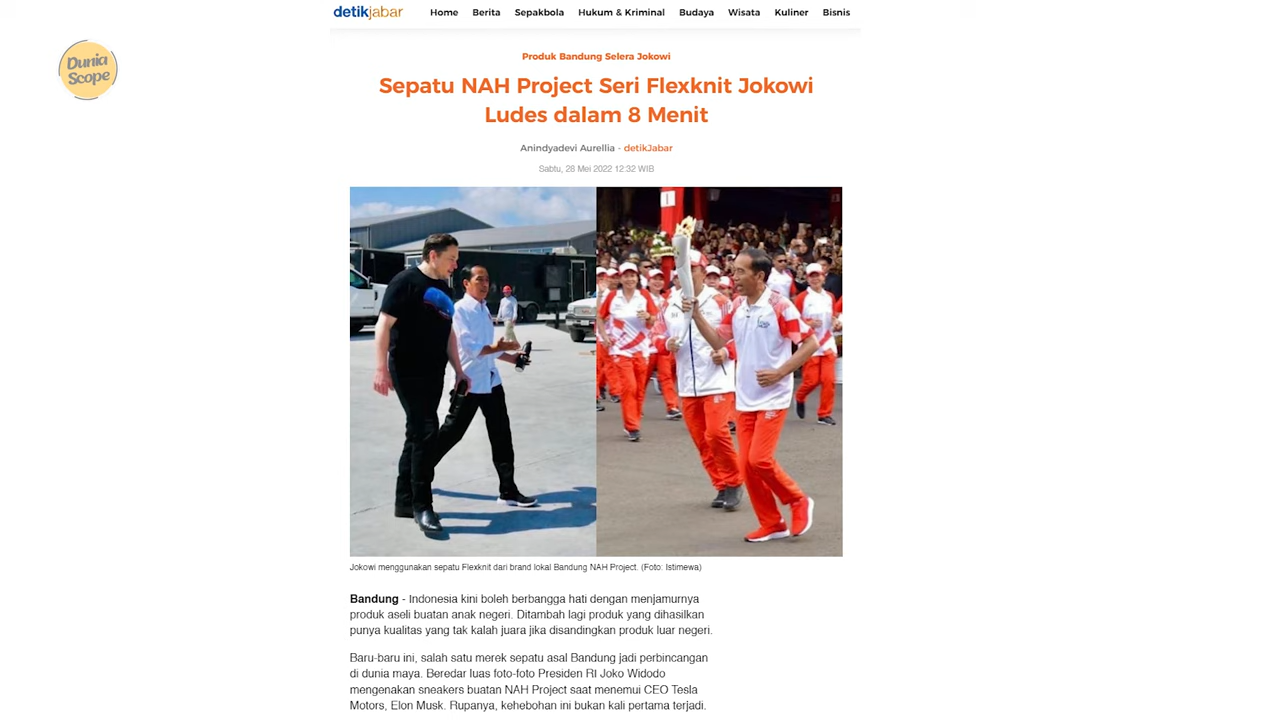 detikjabar
Home Berita Sepakbola Hukum & Kriminal Budaya Wisata Kuliner Bisnis
Dunia
Scope
Produk Bandung Selera Jokowi
Sepatu NAH Project Seri Flexknit Jokowi
Ludes dalam 8 Menit
Anindyadevi Aurellia - detikJabar
Sabtu, 28 Mei 2022 12:32 WIB
1
Jokowi menggunakan sepatu Flexknit dari brand lokal Bandung NAH Project. (Foto: Istimewa)
Bandung - Indonesia kini boleh berbangga hati dengan menjamurnya
produk aseli buatan anak negeri. Ditambah lagi produk yang dihasilkan
punya kualitas yang tak kalah juara jika disandingkan produk luar negeri.
Baru-baru ini, salah satu merek sepatu asal Bandung jadi perbincangan
di dunia maya. Beredar luas foto-foto Presiden RI Joko Widodo
mengenakan sneakers buatan NAH Project saat menemui CEO Tesla
Motors, Elon Musk. Rupanya, kehebohan ini bukan kali pertama terjadi.